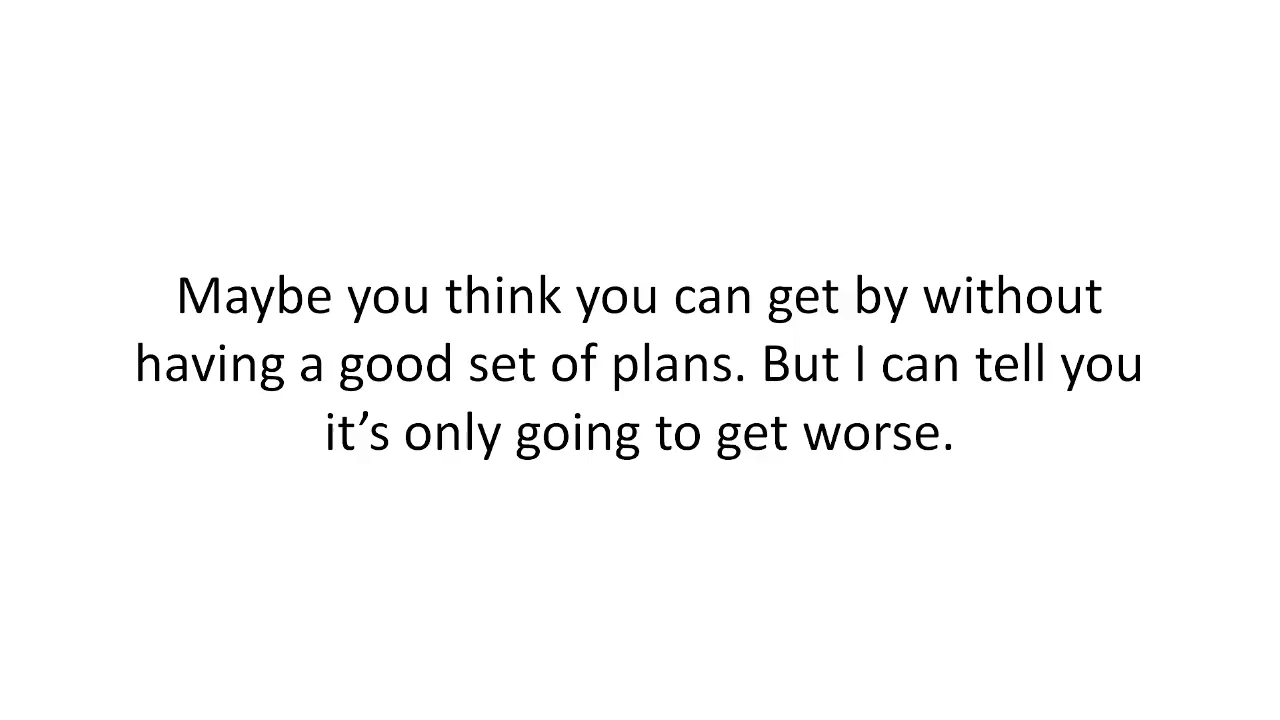 Maybe you think you can get by without
having a good set of plans. But I can tell you
it’s only going to get worse.